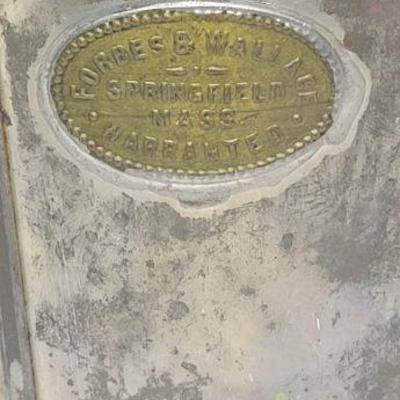 FORBES & WALLACE
SPRINGFIELD
MASS
WARRANTED